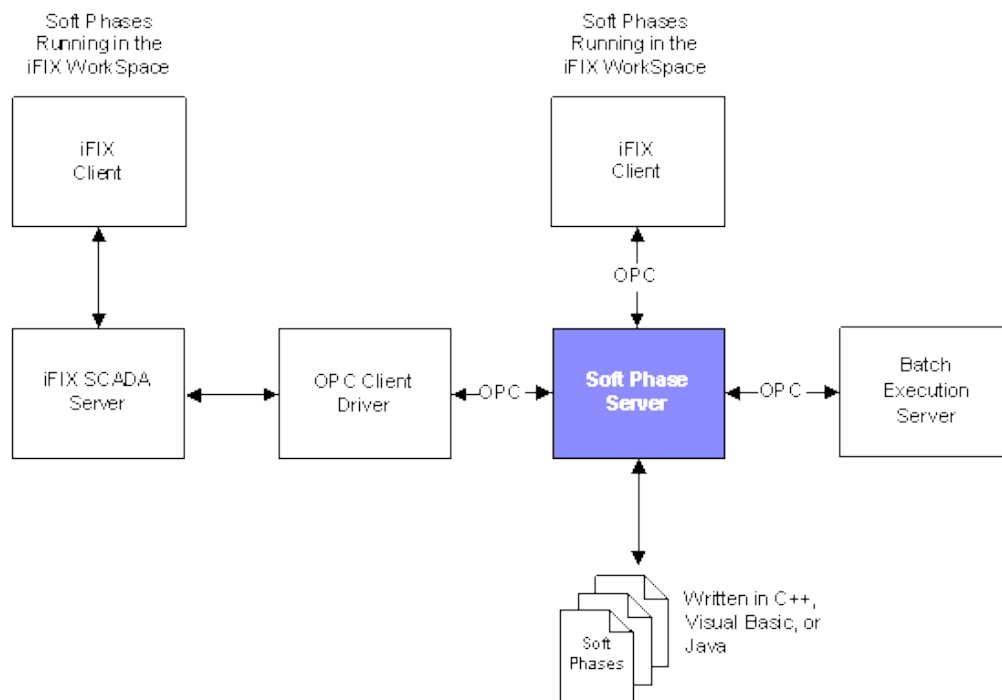 Soft Phases
Running in the
iFIX WorkSpace
Soft Phases
Running in the
iFIX WorkSpace
iFIX
Client
iFIX
Client
OPC
iFIX SCADA
Server
OPC Client
Driver
OPC
Soft Phase
Server
OPC
Batch
Execution
Server
Soft
Phases
Written in C++,
Visual Basic, or
Java